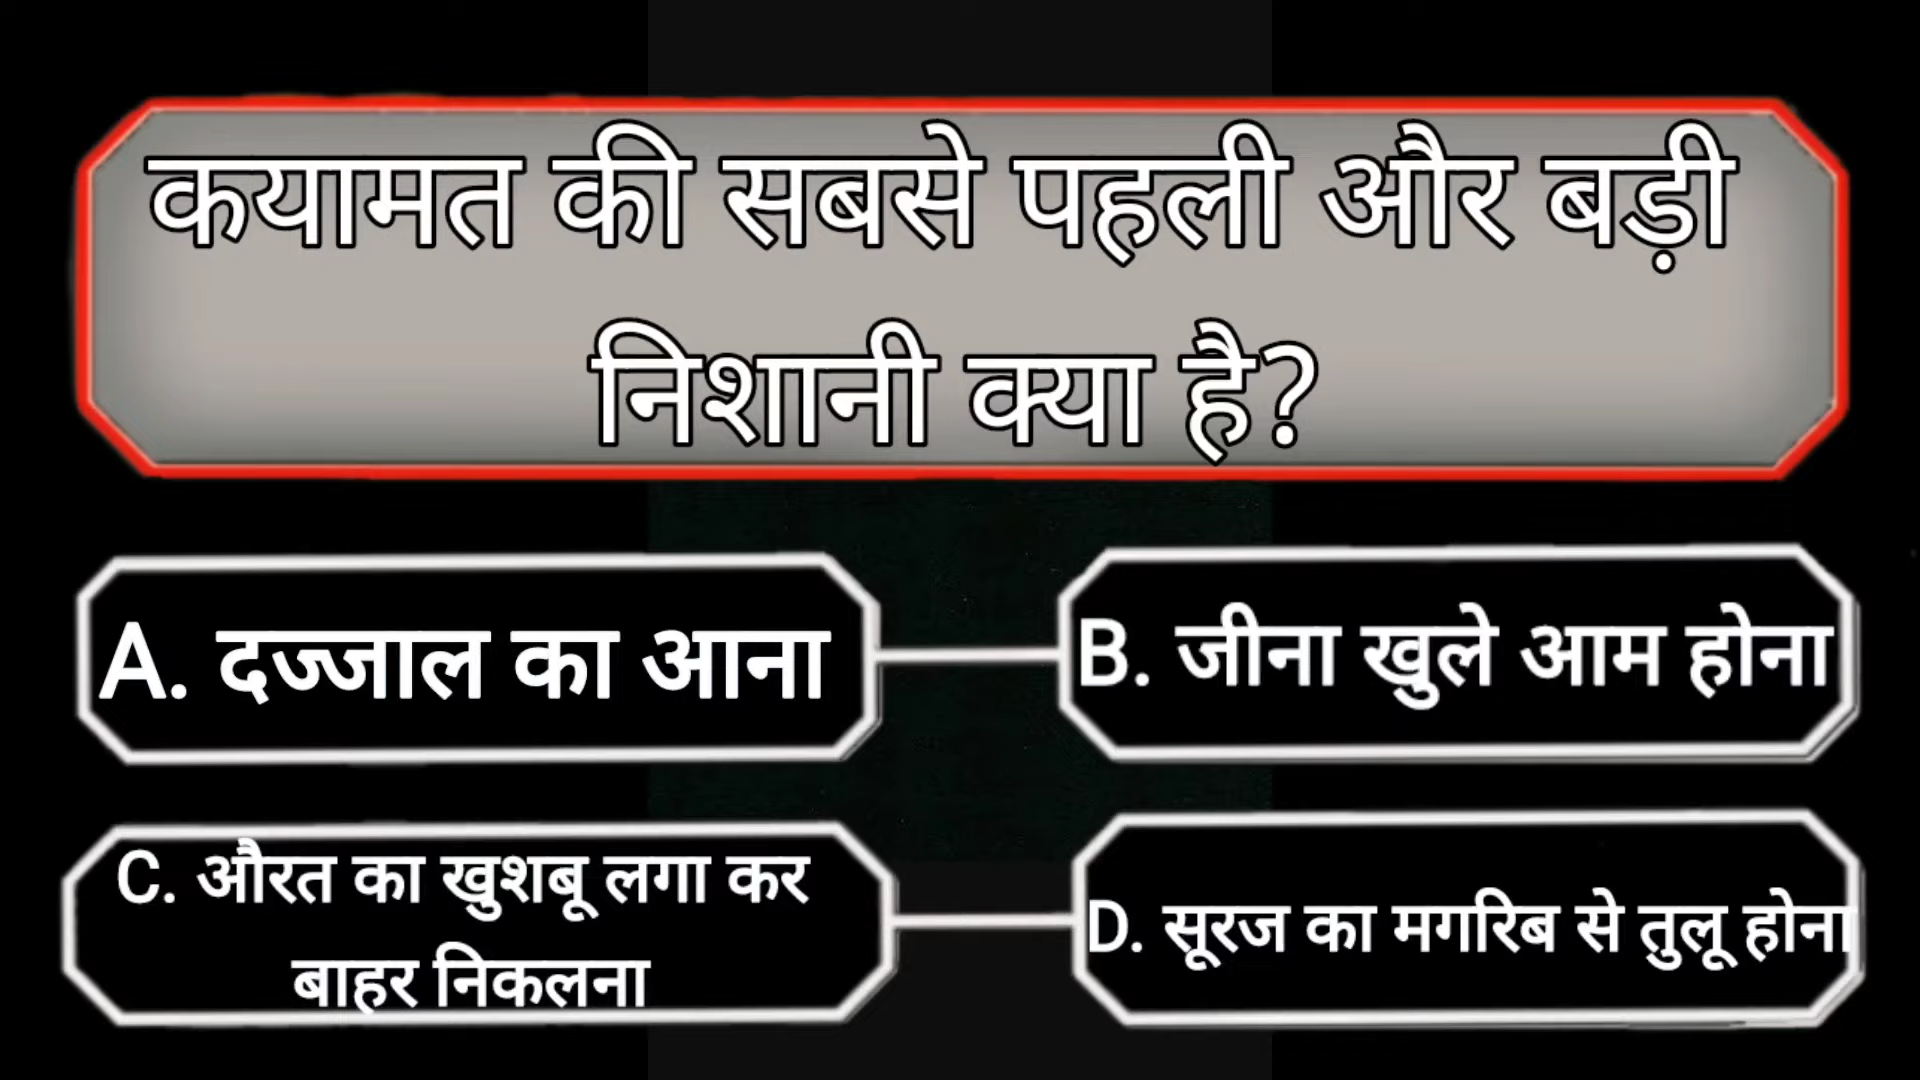 कयामत की सबसे पहली और बड़ी
निशानी क्या है?
A. दज्जाल का आना
B. जीना खुले आम होना
C. औरत का खुशबू लगा कर
बाहर निकलना
D. सूरज का मगरिब से तुलू होना